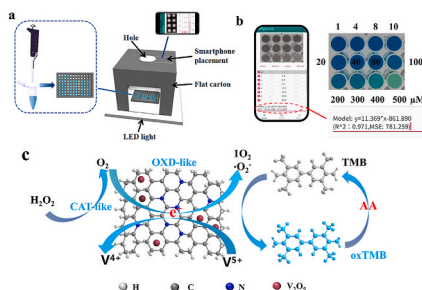 a
Hole
Smartphone
placement
Flat carton
LED light
b
1 4 8 10
20 40 80 100
200 300 400 500 μM
Model: y=11.369*x-861.890
(R^2 : 0.971,MSE: 781.259)
c
O₂
OXD-like
1O₂
·O₂⁻
TMB
H₂O₂
CAT-like
e⁻
AA
V⁴⁺
V⁵⁺
oxTMB
H C N V₂O₅